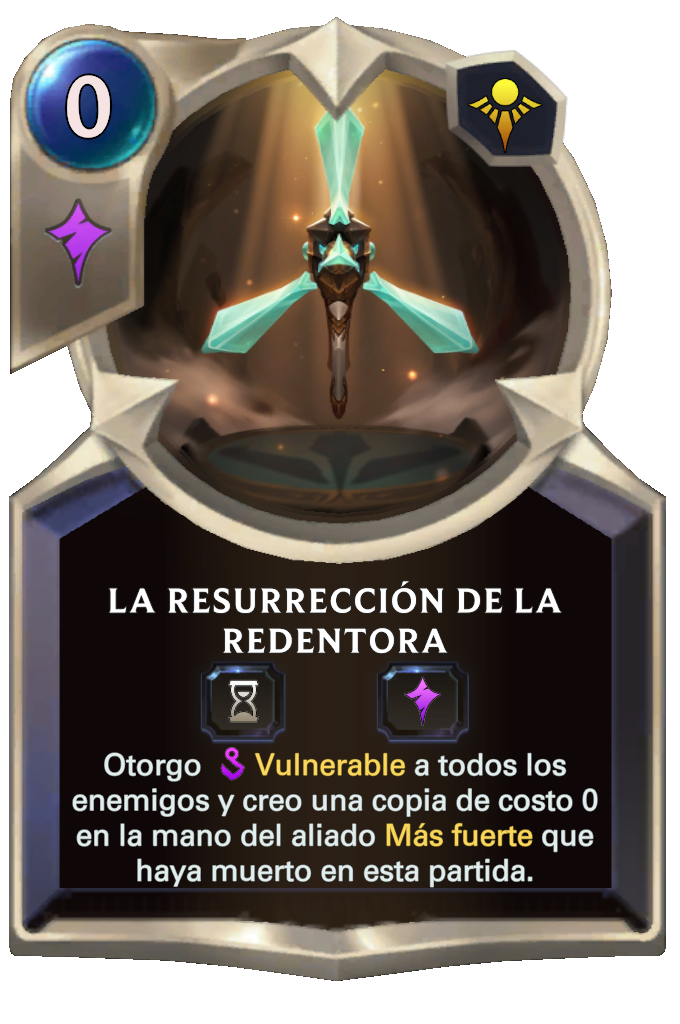 0
LA RESURRECCIÓN DE LA
REDENTORA
Otorgo Vulnerable a todos los
enemigos y creo una copia de costo 0
en la mano del aliado Más fuerte que
haya muerto en esta partida.